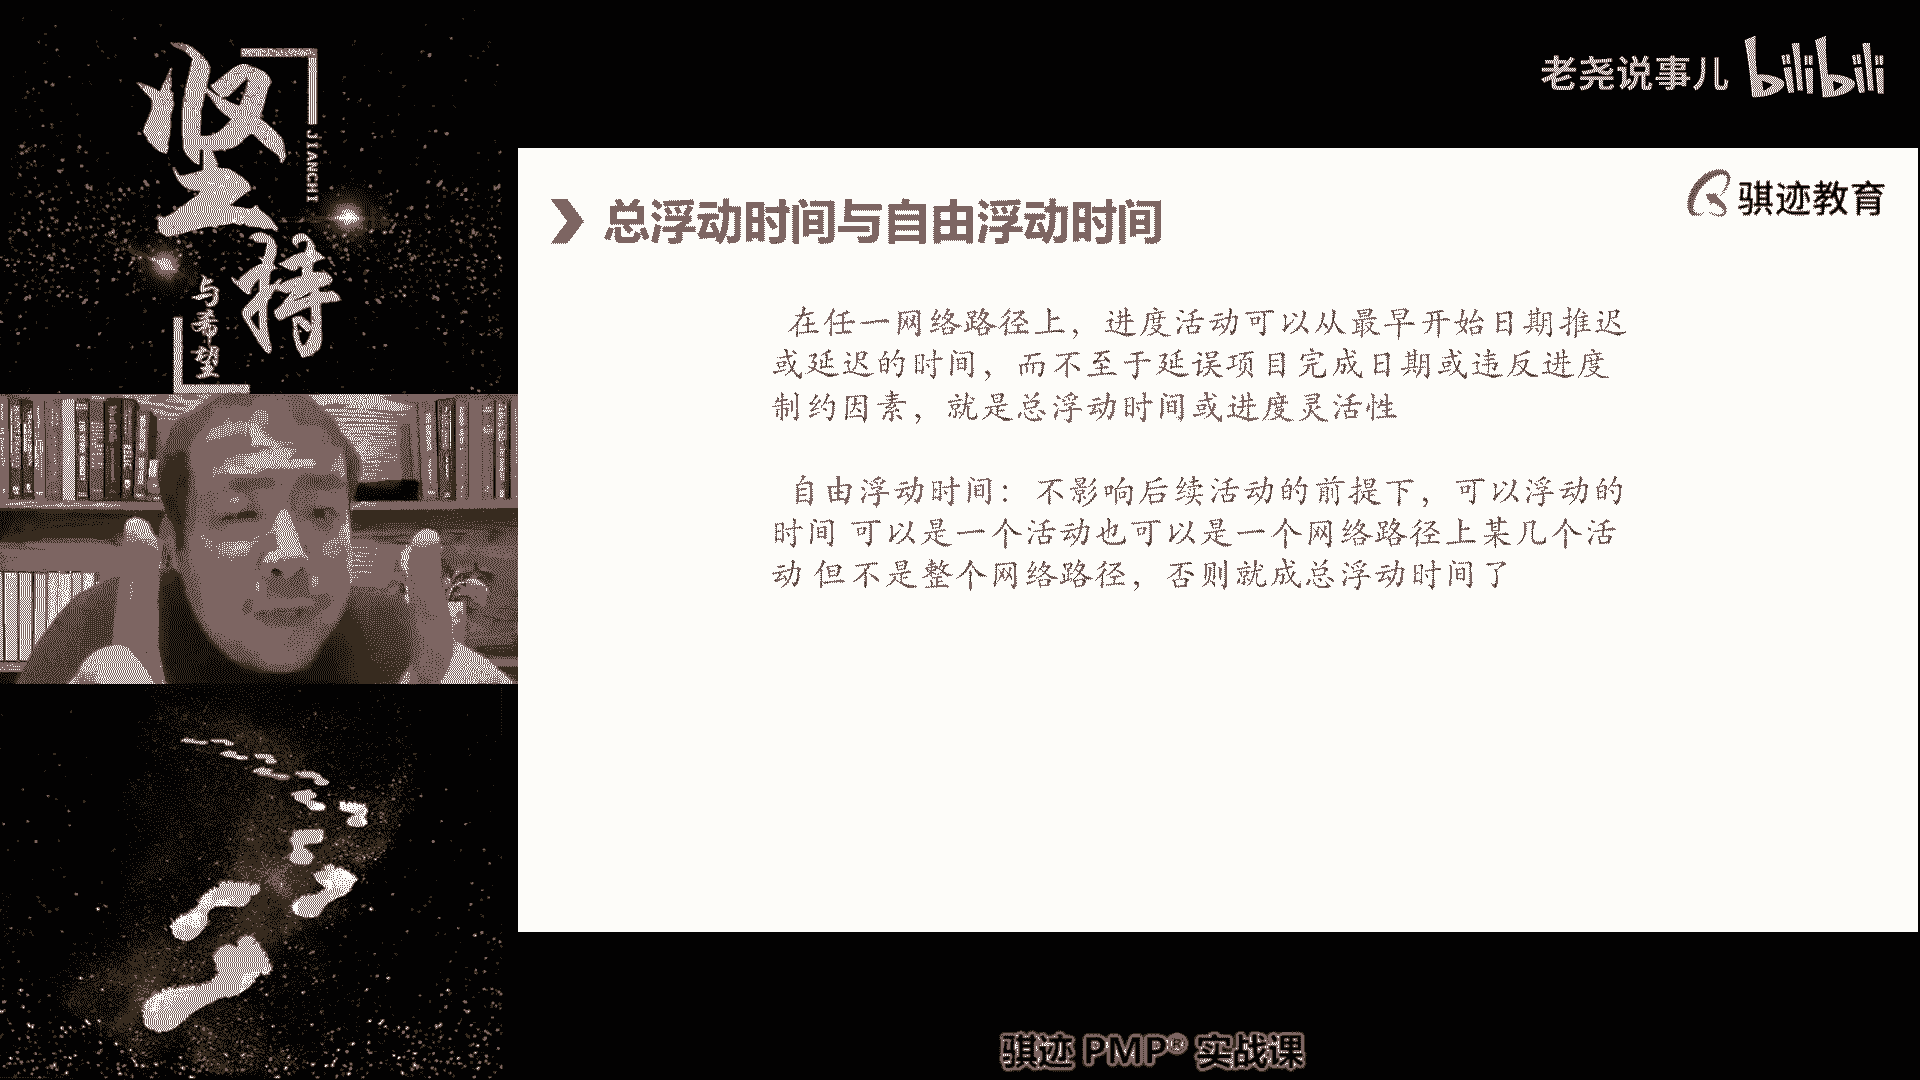 坚持
JIANCHI
与希望
老尧说事儿 bilibili
骐迹教育
总浮动时间与自由浮动时间
在任一网络路径上，进度活动可以从最早开始日期推迟
或延迟的时间，而不至于延误项目完成日期或违反进度
制约因素，就是总浮动时间或进度灵活性
自由浮动时间：不影响后续活动的前提下，可以浮动的
时间 可以是一个活动也可以是一个网络路径上某几个活
动 但不是整个网络路径，否则就成总浮动时间了
骐迹 PMP® 实战课